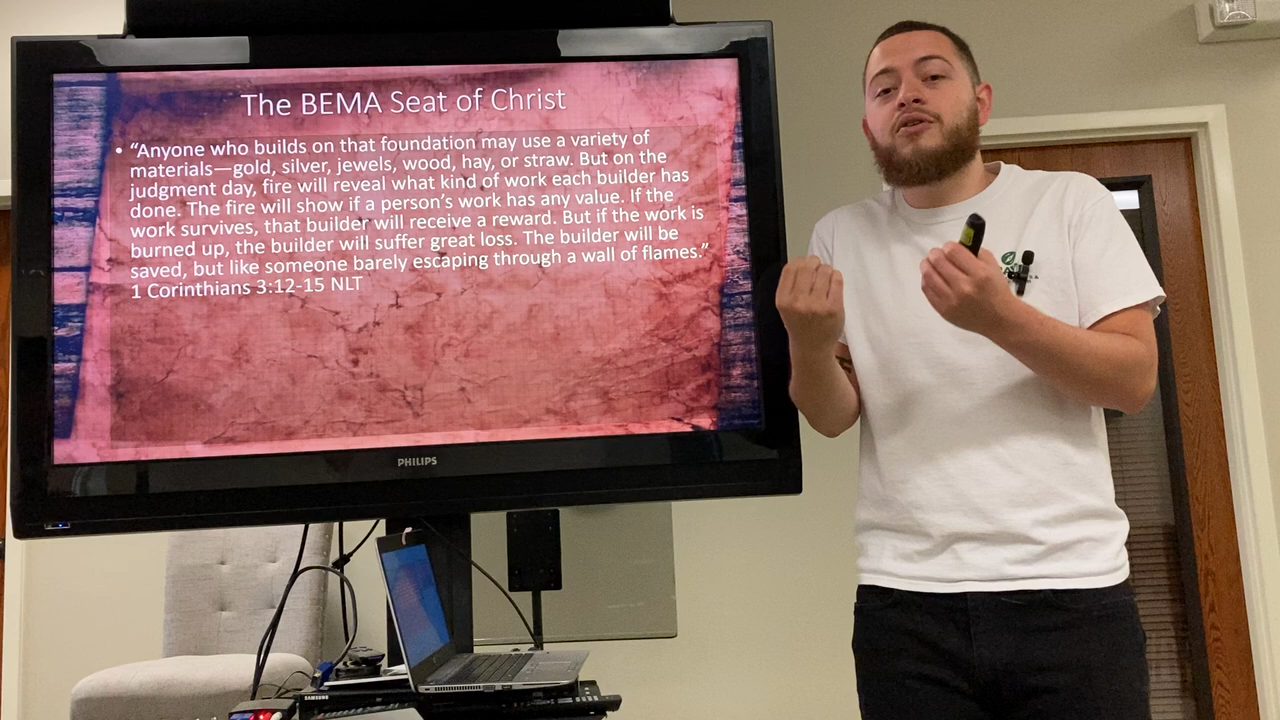 The BEMA Seat of Christ
• “Anyone who builds on that foundation may use a variety of
materials—gold, silver, jewels, wood, hay, or straw. But on the
judgment day, fire will reveal what kind of work each builder has
done. The fire will show if a person’s work has any value. If the
work survives, that builder will receive a reward. But if the work is
burned up, the builder will suffer great loss. The builder will be
saved, but like someone barely escaping through a wall of flames.”
1 Corinthians 3:12-15 NLT
PHILIPS
SAMSUNG